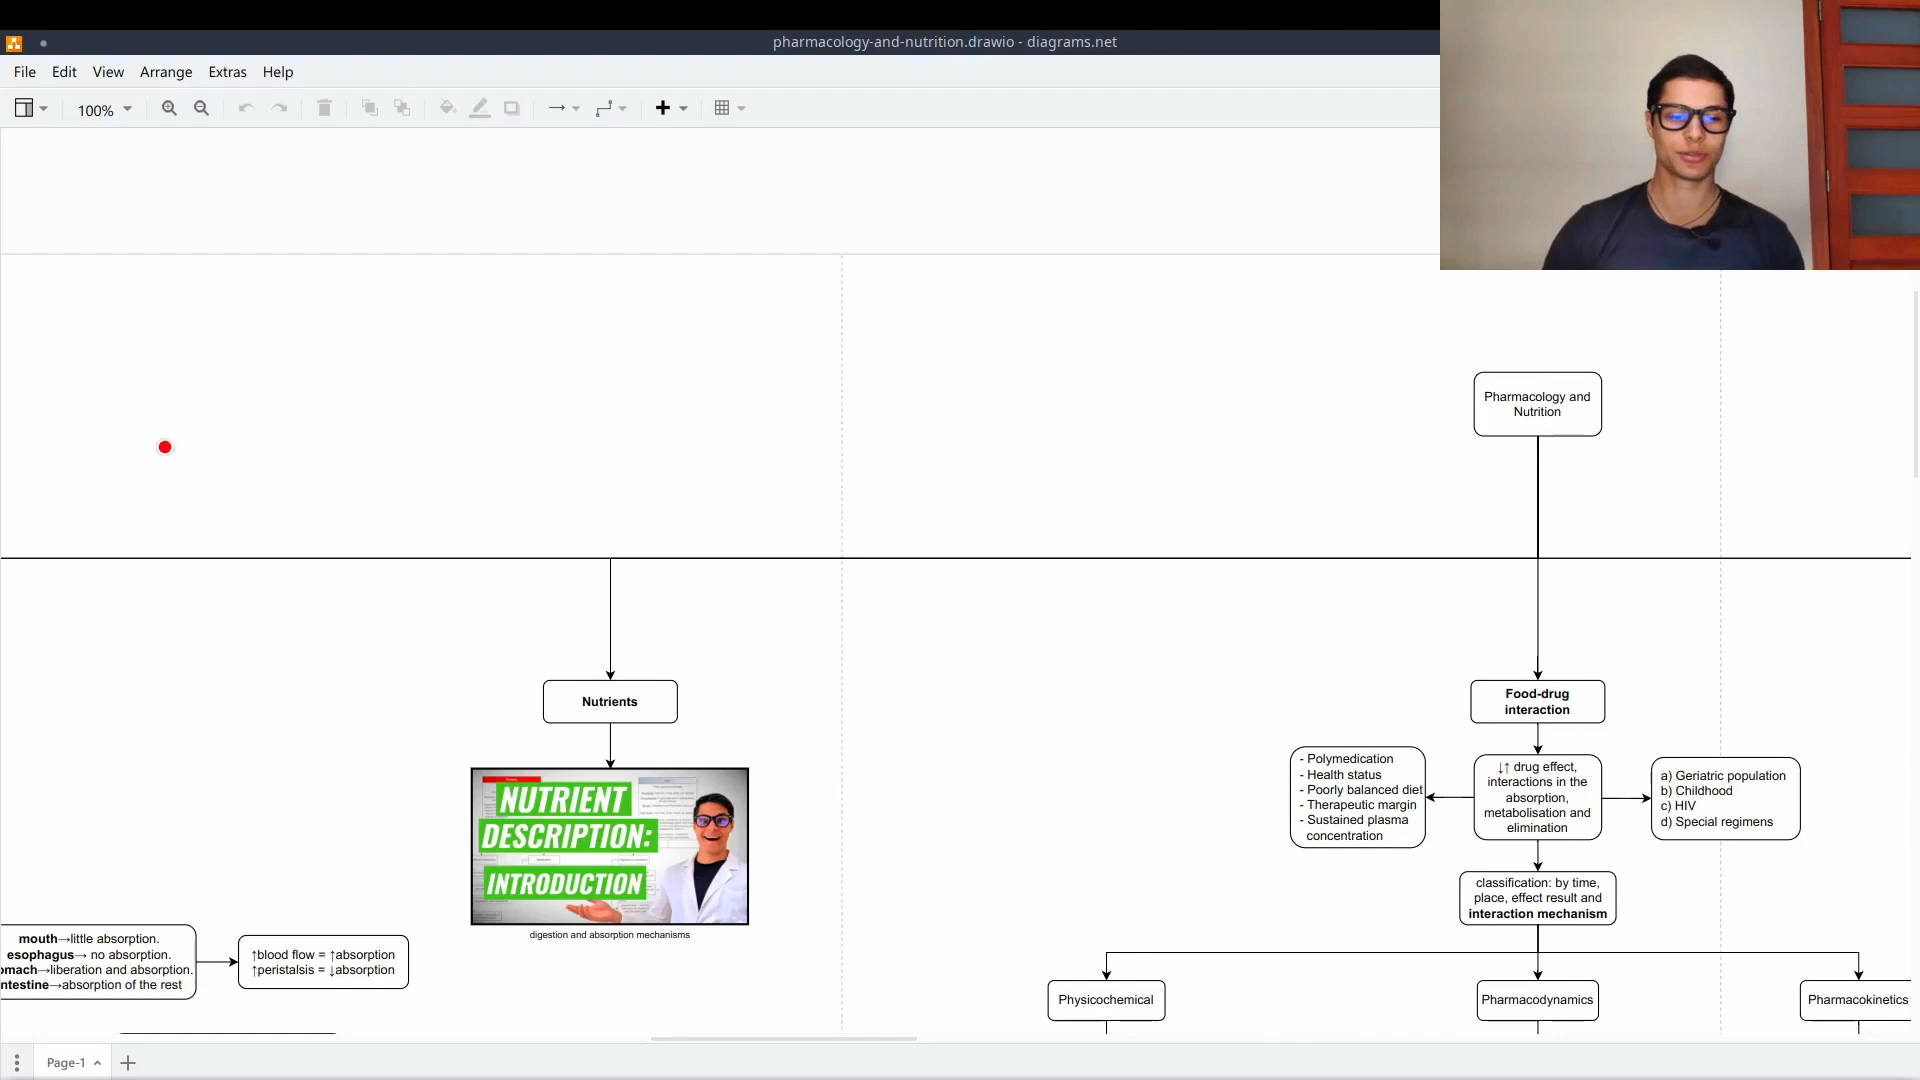 pharmacology-and-nutrition.drawio - diagrams.net
File Edit View Arrange Extras Help
100%
Pharmacology and
Nutrition
Nutrients
NUTRIENT
DESCRIPTION:
INTRODUCTION
digestion and absorption mechanisms
Food-drug
interaction
- Polymedication
- Health status
- Poorly balanced diet
- Therapeutic margin
- Sustained plasma
concentration
↓↑ drug effect,
interactions in the
absorption,
metabolisation and
elimination
a) Geriatric population
b) Childhood
c) HIV
d) Special regimens
classification: by time,
place, effect result and
interaction mechanism
mouth→little absorption.
esophagus→ no absorption.
omach→liberation and absorption.
ntestine→absorption of the rest
↑blood flow = ↑absorption
↑peristalsis = ↓absorption
Physicochemical
Pharmacodynamics
Pharmacokinetics
Page-1